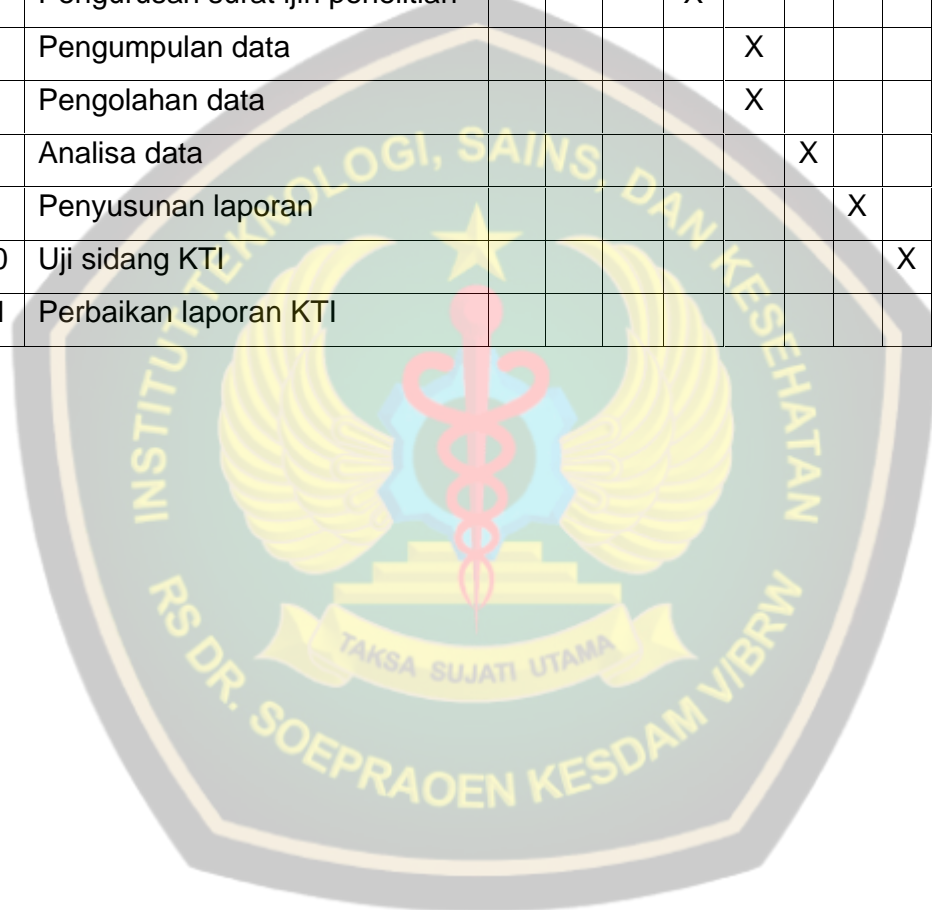 Pengurusan surat ijin penelitian X
Pengumpulan data X
Pengolahan data X
Analisa data X
Penyusunan laporan X
0 Uji sidang KTI X
Perbaikan laporan KTI
INSTITUT TEKNOLOGI, SAINS, DAN KESEHATAN
TAKSA SUJATI UTAMA
RS DR. SOEPRAOEN KESDAM V/BRW